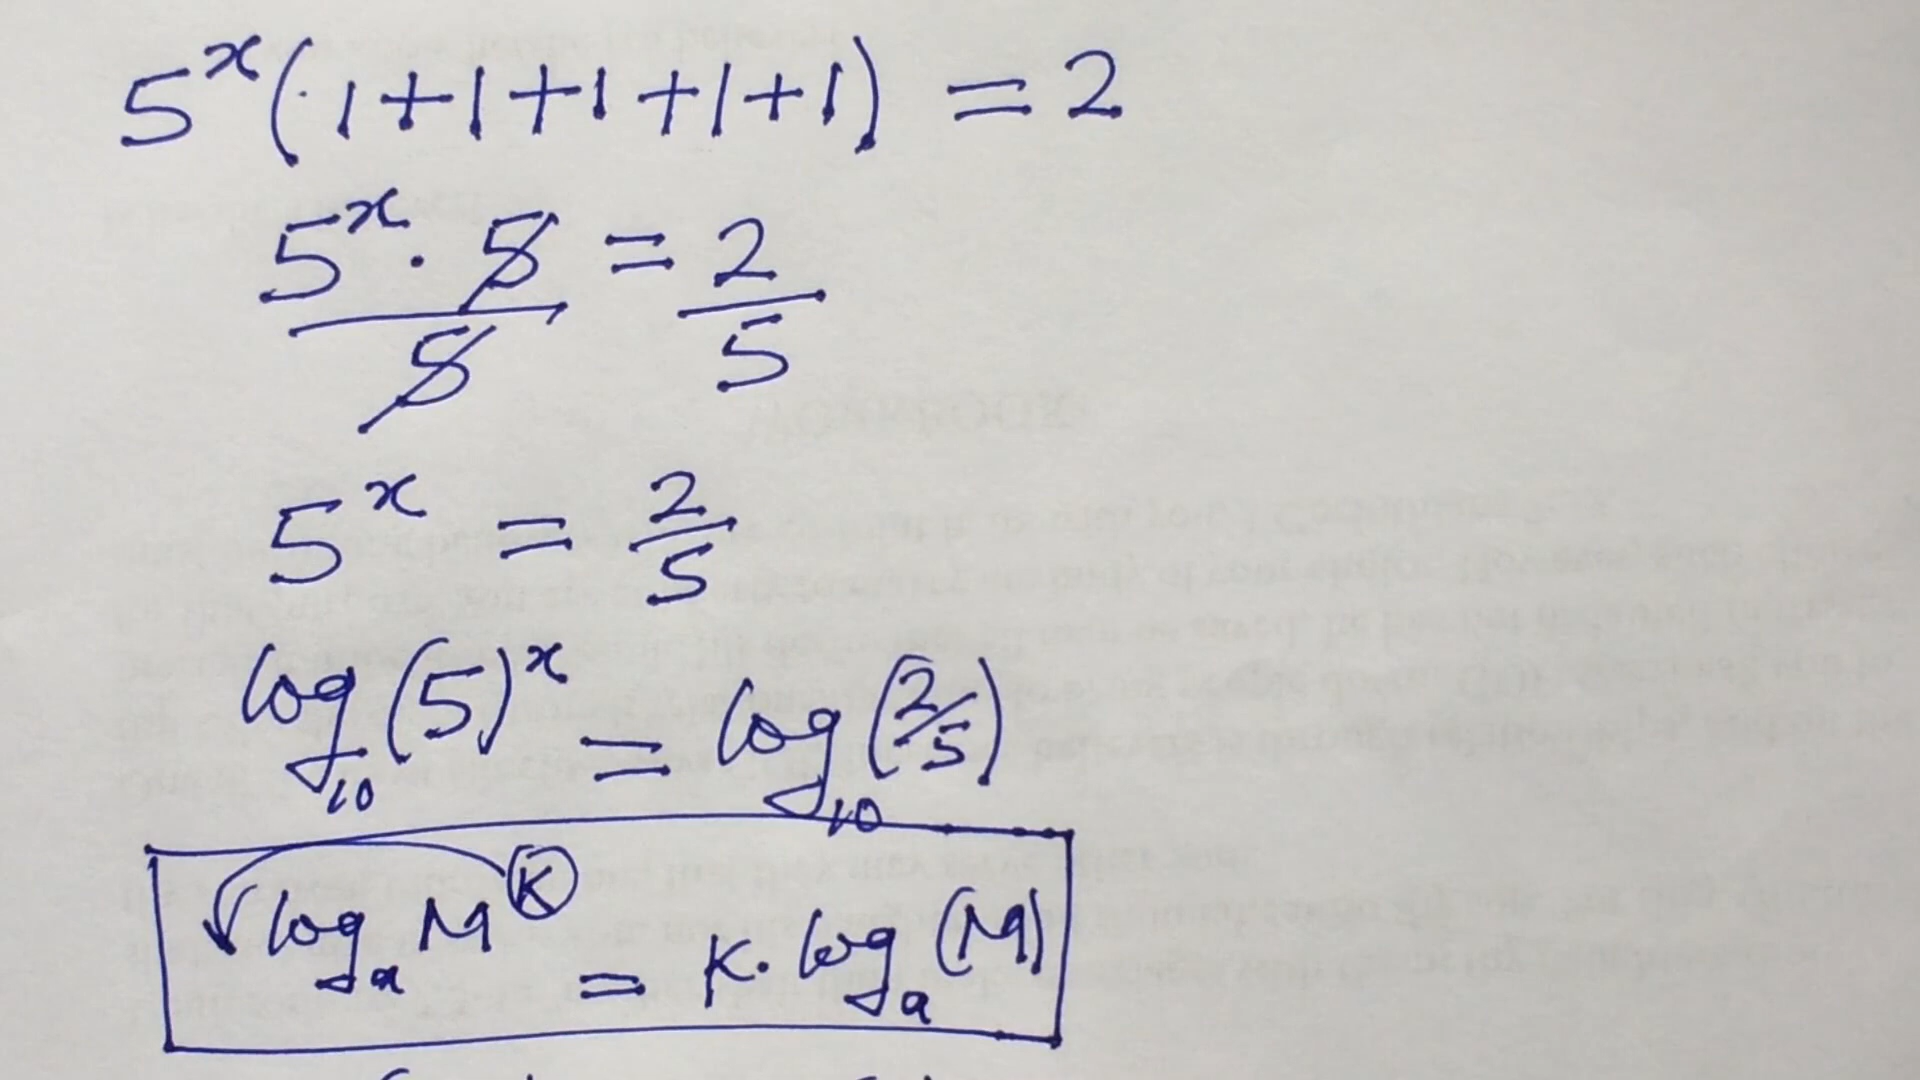 5^x (1+1+1+1+1) = 2
5^x · 5 / 5 = 2 / 5
5^x = 2/5
log_10 (5)^x = log_10 (2/5)
log_a M^K = K. log_a (M)